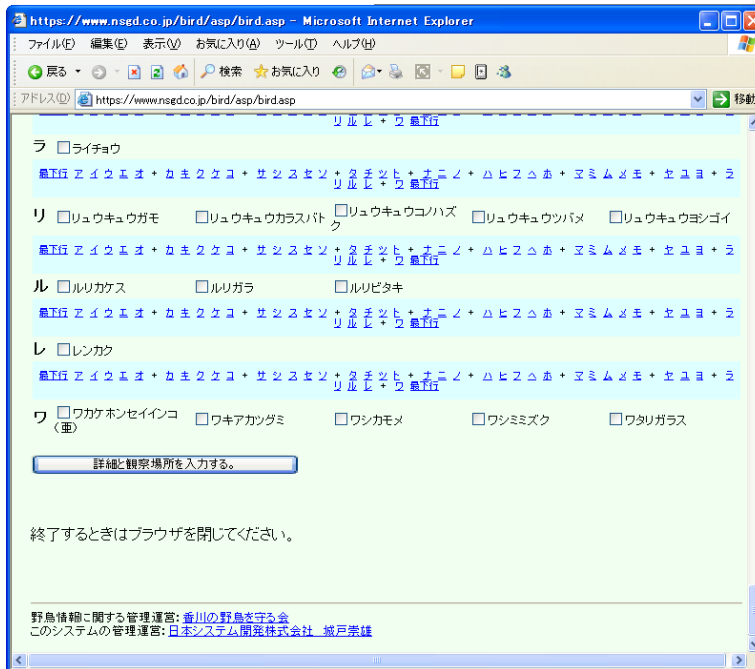 https://www.nsgd.co.jp/bird/asp/bird.asp - Microsoft Internet Explorer
ファイル(F) 編集(E) 表示(V) お気に入り(A) ツール(T) ヘルプ(H)
戻る 検索 お気に入り
アドレス(D) https://www.nsgd.co.jp/bird/asp/bird.asp 移動
リ ル レ + ワ 最下行
ラ ライチョウ
最下行 ア イ ウ エ オ + カ キ ク ケ コ + サ シ ス セ ソ + タ チ ツ ト + ナ ニ ノ + ハ ヒ フ ヘ ホ + マ ミ ム メ モ + ヤ ユ ヨ + ラ
リ ル レ + ワ 最下行
リ リュウキュウガモ リュウキュウカラスバト リュウキュウコノハズ
ク リュウキュウツバメ リュウキュウヨシゴイ
最下行 ア イ ウ エ オ + カ キ ク ケ コ + サ シ ス セ ソ + タ チ ツ ト + ナ ニ ノ + ハ ヒ フ ヘ ホ + マ ミ ム メ モ + ヤ ユ ヨ + ラ
リ ル レ + ワ 最下行
ル ルリカケス ルリガラ ルリビタキ
最下行 ア イ ウ エ オ + カ キ ク ケ コ + サ シ ス セ ソ + タ チ ツ ト + ナ ニ ノ + ハ ヒ フ ヘ ホ + マ ミ ム メ モ + ヤ ユ ヨ + ラ
リ ル レ + ワ 最下行
レ レンカク
最下行 ア イ ウ エ オ + カ キ ク ケ コ + サ シ ス セ ソ + タ チ ツ ト + ナ ニ ノ + ハ ヒ フ ヘ ホ + マ ミ ム メ モ + ヤ ユ ヨ + ラ
リ ル レ + ワ 最下行
ワ ワカケホンセイインコ
(亜) ワキアカツグミ ワシカモメ ワシミミズク ワタリガラス
詳細と観察場所を入力する。
終了するときはブラウザを閉じてください。
野鳥情報に関する管理運営: 香川の野鳥を守る会
このシステムの管理運営: 日本システム開発株式会社 城戸崇雄